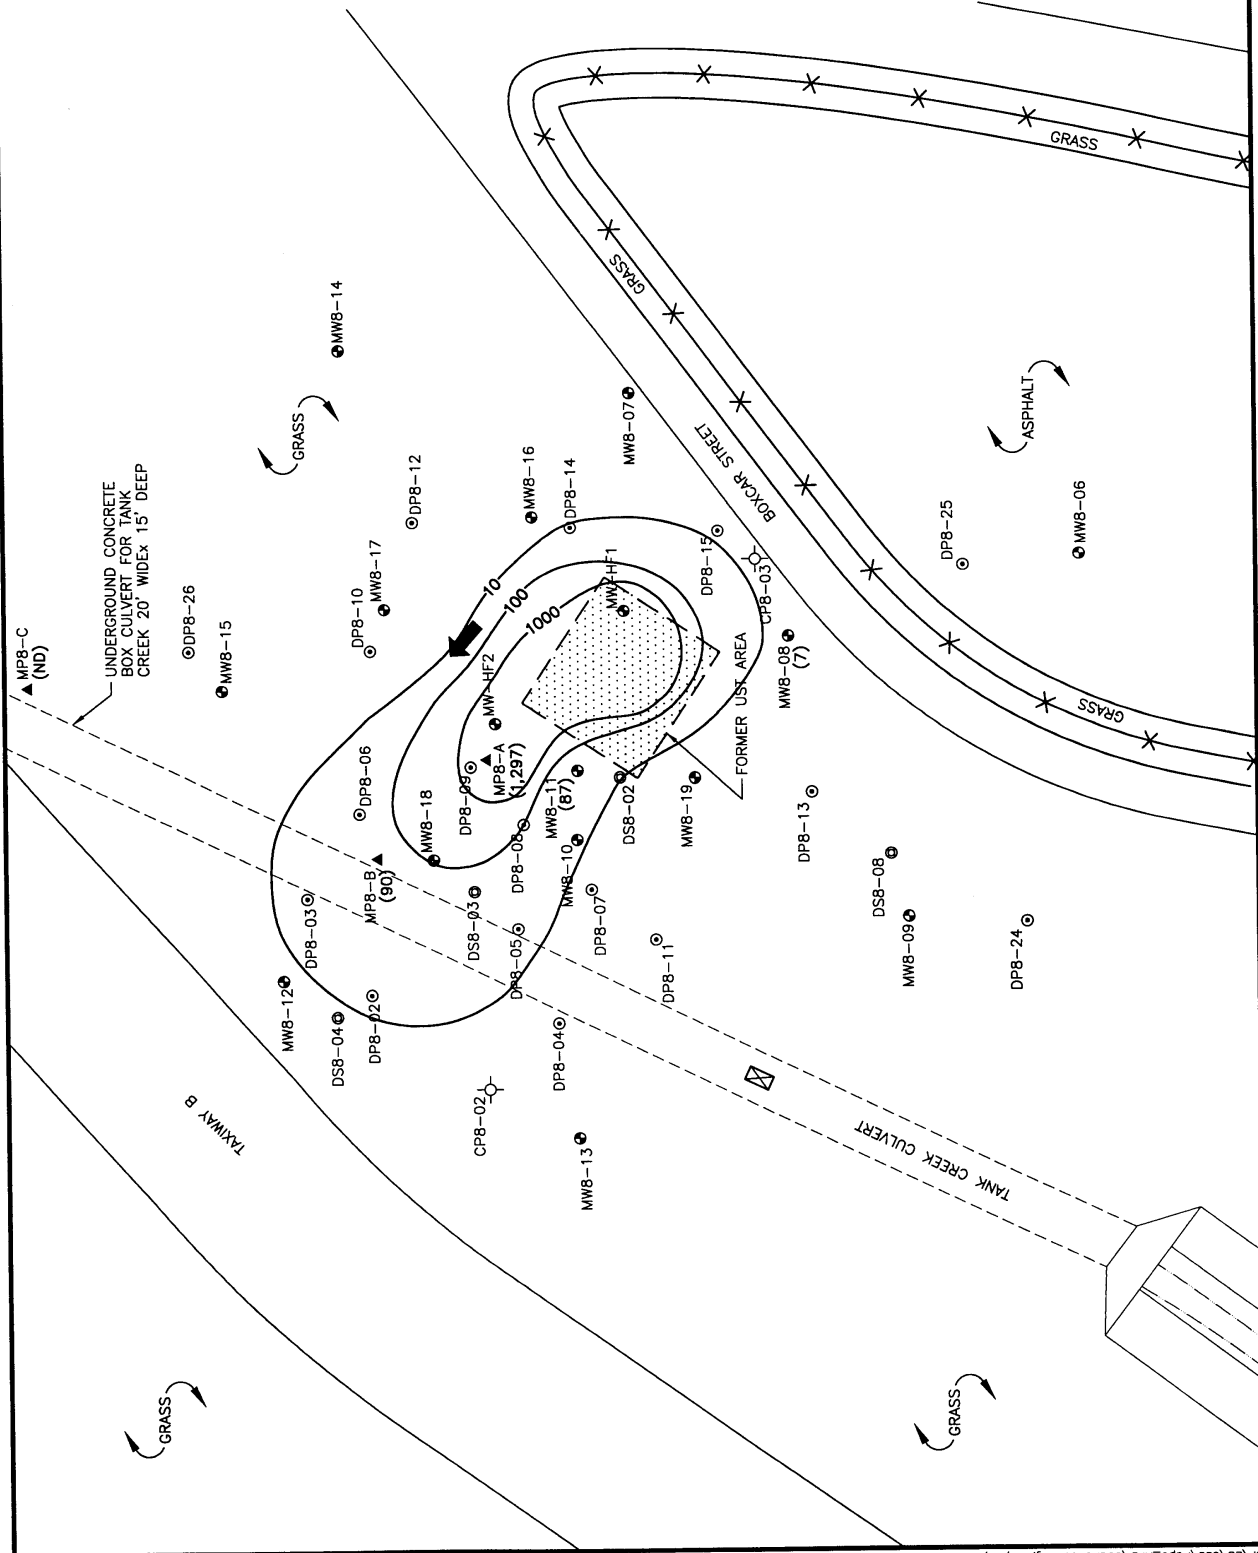 MP8-C
(ND)
UNDERGROUND CONCRETE
BOX CULVERT FOR TANK
CREEK 20' WIDEx 15' DEEP
DP8-26
MW8-15
GRASS
MW8-14
DP8-12
MW8-17
DP8-10
MW8-16
DP8-14
MW8-07
GRASS
GRASS
BOXCAR STREET
ASPHALT
DP8-25
MW8-06
GRASS
10
100
1000
MW-HF1
MW-HF2
DP8-15
CP8-03
MW8-08
(7)
FORMER UST AREA
DP8-06
DP8-09
MP8-A
(1,297)
MW8-11
(87)
MW8-18
DP8-08
MW8-10
DS8-02
MW8-19
DP8-13
MP8-B
(90)
DP8-03
DS8-03
DP8-05
DP8-07
DP8-11
DS8-08
MW8-09
DP8-24
MW8-12
DS8-04
DP8-02
DP8-04
CP8-02
MW8-13
TAXIWAY B
TANK CREEK CULVERT
GRASS
GRASS